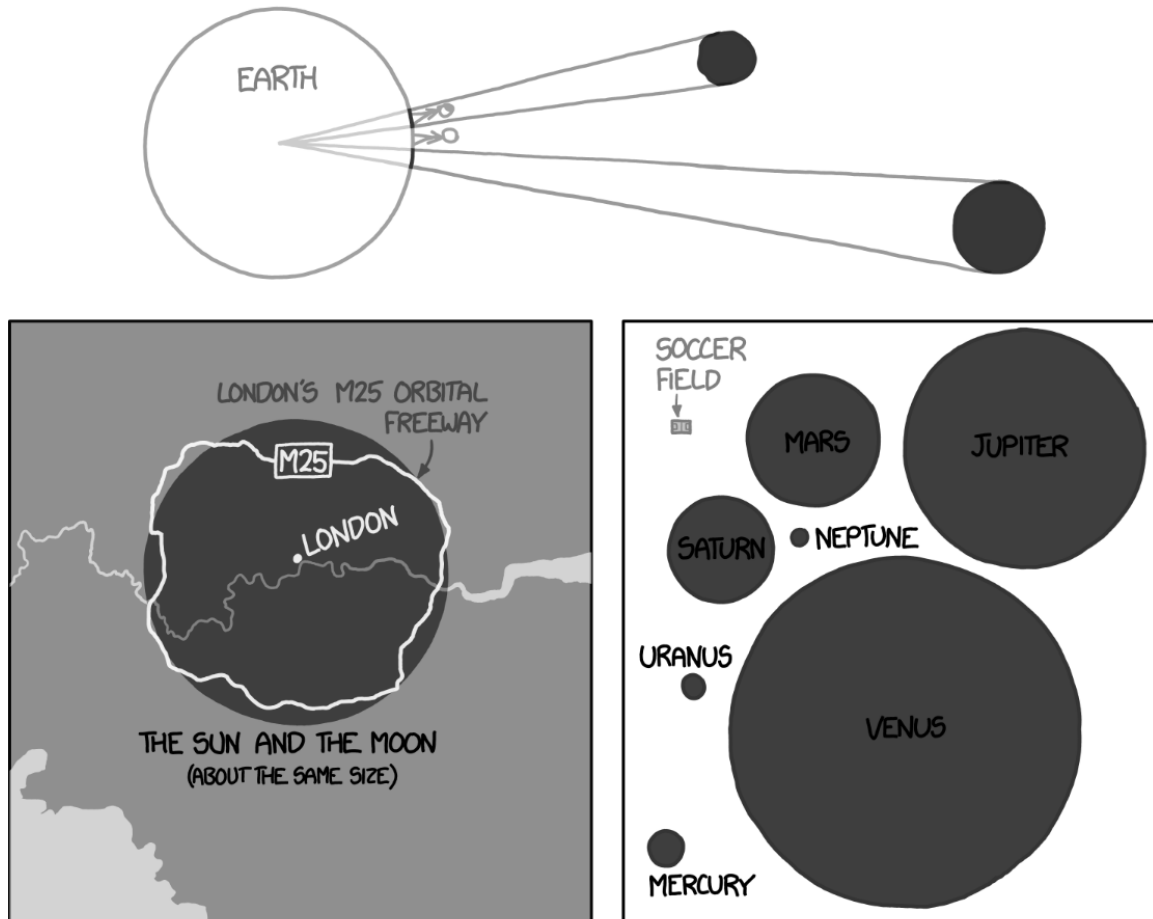 EARTH
LONDON'S M25 ORBITAL
FREEWAY
M25
LONDON
THE SUN AND THE MOON
(ABOUT THE SAME SIZE)
SOCCER
FIELD
MARS
JUPITER
SATURN
NEPTUNE
URANUS
VENUS
MERCURY